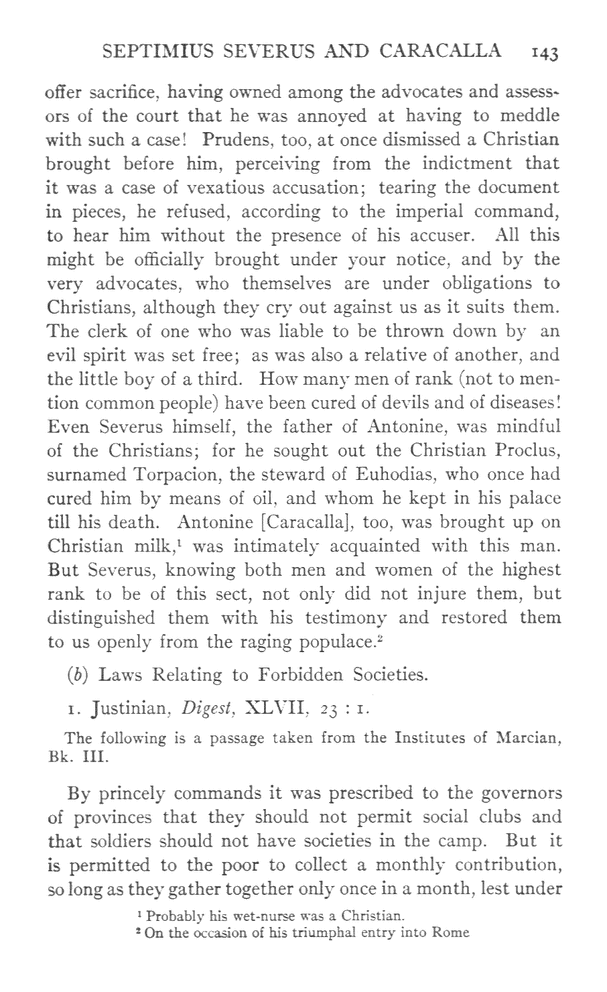 SEPTIMIUS SEVERUS AND CARACALLA 143
offer sacrifice, having owned among the advocates and assess-
ors of the court that he was annoyed at having to meddle
with such a case! Prudens, too, at once dismissed a Christian
brought before him, perceiving from the indictment that
it was a case of vexatious accusation; tearing the document
in pieces, he refused, according to the imperial command,
to hear him without the presence of his accuser. All this
might be officially brought under your notice, and by the
very advocates, who themselves are under obligations to
Christians, although they cry out against us as it suits them.
The clerk of one who was liable to be thrown down by an
evil spirit was set free; as was also a relative of another, and
the little boy of a third. How many men of rank (not to men-
tion common people) have been cured of devils and of diseases!
Even Severus himself, the father of Antonine, was mindful
of the Christians; for he sought out the Christian Proclus,
surnamed Torpacion, the steward of Euhodias, who once had
cured him by means of oil, and whom he kept in his palace
till his death. Antonine [Caracalla], too, was brought up on
Christian milk,¹ was intimately acquainted with this man.
But Severus, knowing both men and women of the highest
rank to be of this sect, not only did not injure them, but
distinguished them with his testimony and restored them
to us openly from the raging populace.²
(b) Laws Relating to Forbidden Societies.
1. Justinian, Digest, XLVII, 23 : 1.
The following is a passage taken from the Institutes of Marcian,
Bk. III.
By princely commands it was prescribed to the governors
of provinces that they should not permit social clubs and
that soldiers should not have societies in the camp. But it
is permitted to the poor to collect a monthly contribution,
so long as they gather together only once in a month, lest under
¹ Probably his wet-nurse was a Christian.
² On the occasion of his triumphal entry into Rome